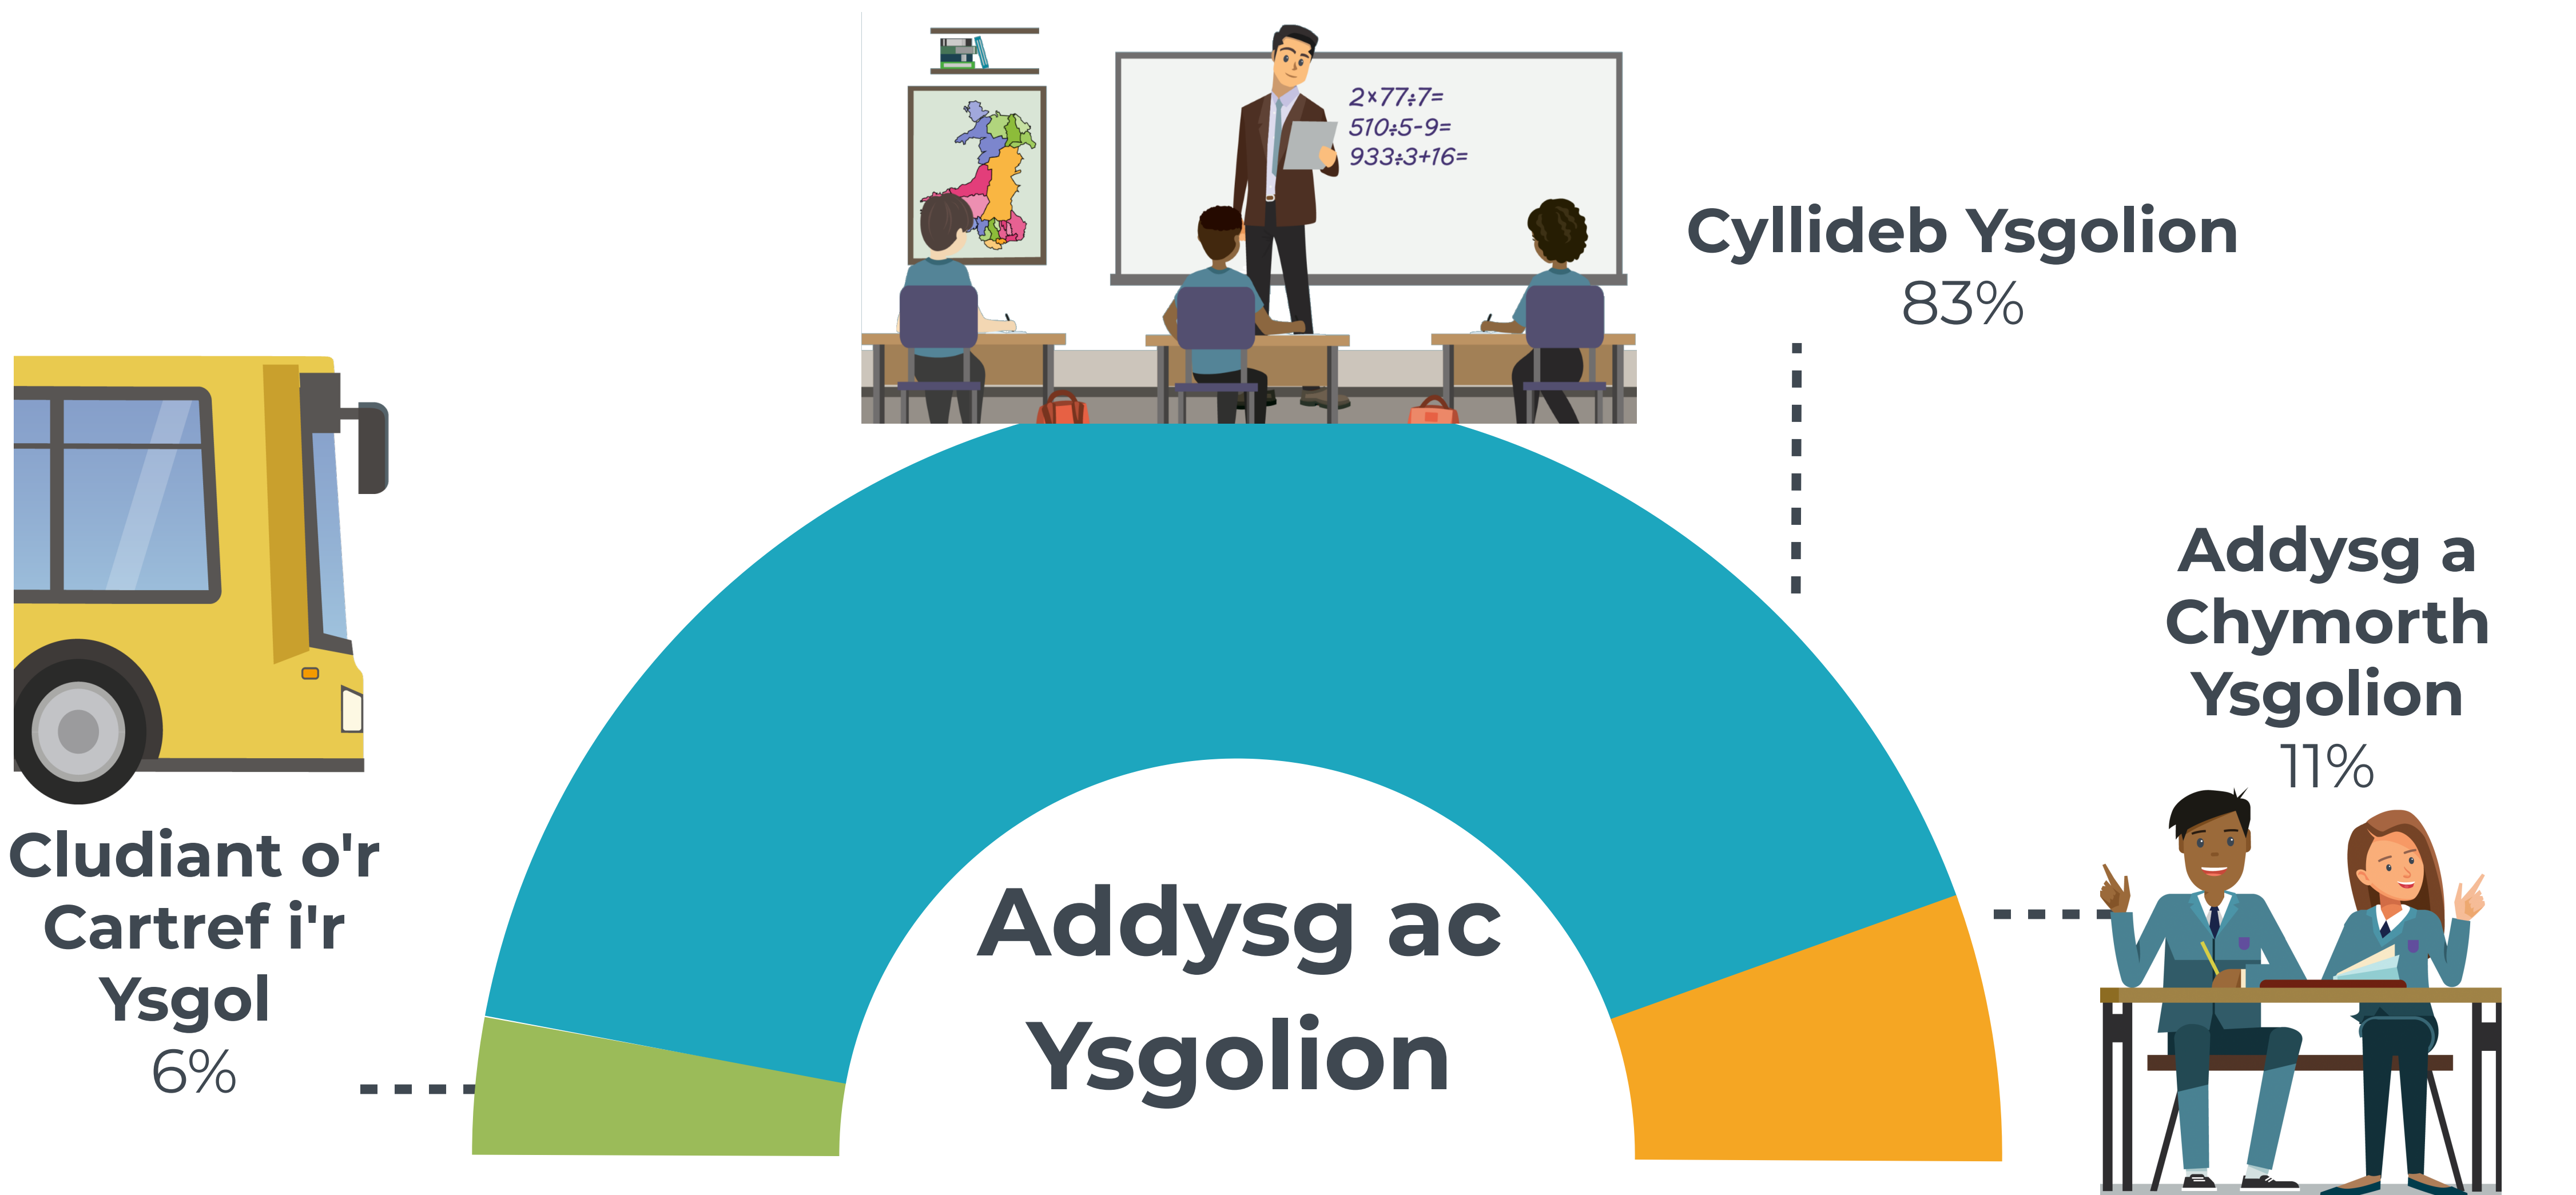 2×77÷7=
510÷5-9=
933÷3+16=
Cyllideb Ysgolion
83%
Addysg a
Chymorth
Ysgolion
11%
Cludiant o'r
Cartref i'r
Ysgol
6%
Addysg ac
Ysgolion